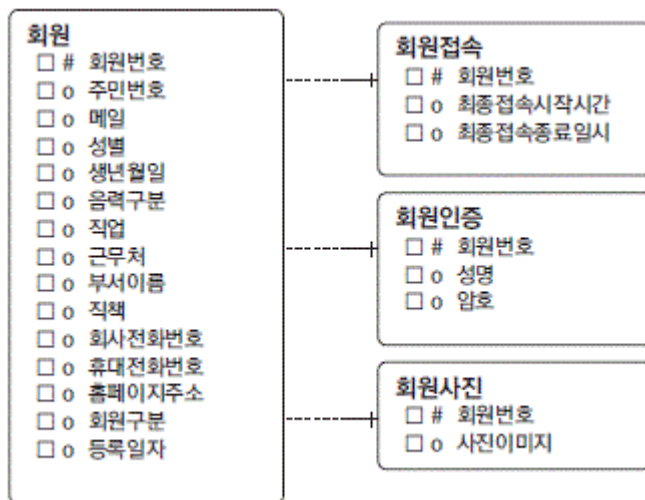 회원
□ # 회원번호
□ o 주민번호
□ o 메일
□ o 성별
□ o 생년월일
□ o 음력구분
□ o 직업
□ o 근무처
□ o 부서이름
□ o 직책
□ o 회사전화번호
□ o 휴대전화번호
□ o 홈페이지주소
□ o 회원구분
□ o 등록일자
회원접속
□ # 회원번호
□ o 최종접속시작시간
□ o 최종접속종료일시
회원인증
□ # 회원번호
□ o 성명
□ o 암호
회원사진
□ # 회원번호
□ o 사진이미지